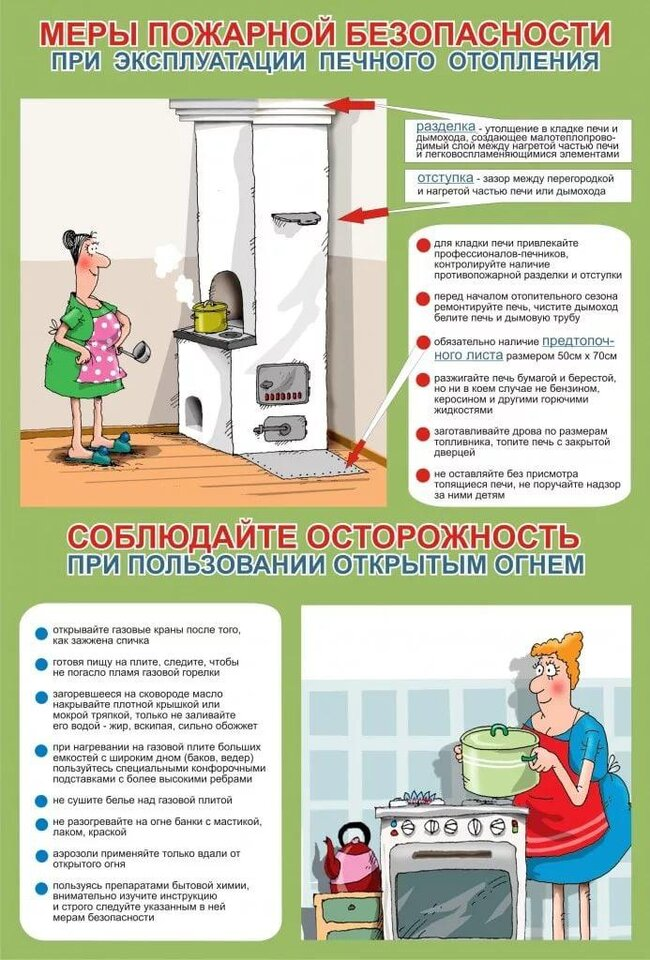 МЕРЫ ПОЖАРНОЙ БЕЗОПАСНОСТИ
ПРИ ЭКСПЛУАТАЦИИ ПЕЧНОГО ОТОПЛЕНИЯ
разделка - утолщение в кладке печи и
дымохода, создающее малотеплопрово-
димый слой между нагретой частью печи
и легковоспламеняющимися элементами
отступка - зазор между перегородкой
и нагретой частью печи или дымохода
для кладки печи привлекайте
профессионалов-печников,
контролируйте наличие
противопожарной разделки и отступки
перед началом отопительного сезона
ремонтируйте печь, чистите дымоход
белите печь и дымовую трубу
обязательно наличие предтопоч-
ного листа размером 50см х 70см
разжигайте печь бумагой и берестой,
но ни в коем случае не бензином,
керосином и другими горючими
жидкостями
заготавливайте дрова по размерам
топливника, топите печь с закрытой
дверцей
не оставляйте без присмотра
топящиеся печи, не поручайте надзор
за ними детям
СОБЛЮДАЙТЕ ОСТОРОЖНОСТЬ
ПРИ ПОЛЬЗОВАНИИ ОТКРЫТЫМ ОГНЕМ
открывайте газовые краны после того,
как зажжена спичка
готовя пищу на плите, следите, чтобы
не погасло пламя газовой горелки
загоревшееся на сковороде масло
накрывайте плотной крышкой или
мокрой тряпкой, только не заливайте
его водой - жир, вскипая, сильно обожжет
при нагревании на газовой плите больших
емкостей с широким дном (баков, ведер)
пользуйтесь специальными конфорочными
подставками с более высокими ребрами
не сушите белье над газовой плитой
не разогревайте на огне банки с мастикой,
лаком, краской
аэрозоли применяйте только вдали от
открытого огня
пользуясь препаратами бытовой химии,
внимательно изучите инструкцию
и строго следуйте указанным в ней
мерам безопасности